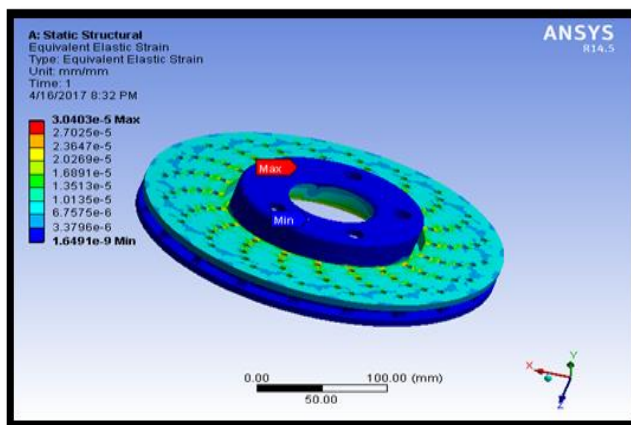 A: Static Structural
Equivalent Elastic Strain
Type: Equivalent Elastic Strain
Unit: mm/mm
Time: 1
4/16/2017 8:32 PM
3.0403e-5 Max
2.7025e-5
2.3647e-5
2.0269e-5
1.6891e-5
1.3513e-5
1.0135e-5
6.7575e-6
3.3796e-6
1.6491e-9 Min
ANSYS
R14.5
Max
Min
0.00
100.00 (mm)
50.00
X
Y
Z